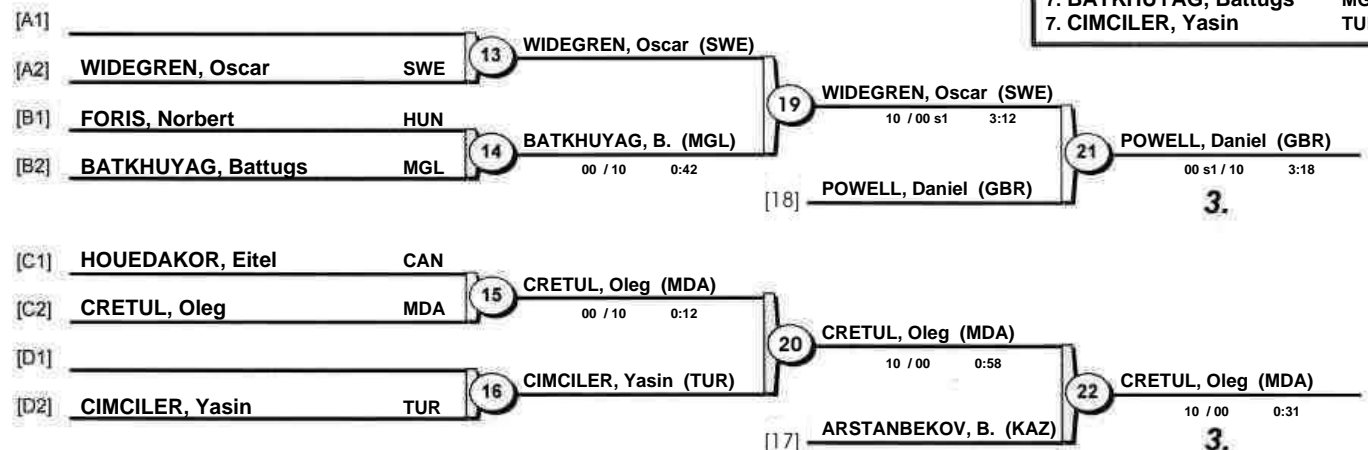 7. BATKHUYAG, Battugs
7. CIMCILER, Yasin
[A1]
[A2] WIDEGREN, Oscar SWE
13
WIDEGREN, Oscar (SWE)
[B1] FORIS, Norbert HUN
[B2] BATKHUYAG, Battugs MGL
14
BATKHUYAG, B. (MGL)
00 / 10 0:42
19
WIDEGREN, Oscar (SWE)
10 / 00 s1 3:12
[18] POWELL, Daniel (GBR)
21
POWELL, Daniel (GBR)
00 s1 / 10 3:18
3.
[C1] HOUEDAKOR, Eitel CAN
[C2] CRETUL, Oleg MDA
15
CRETUL, Oleg (MDA)
00 / 10 0:12
[D1]
[D2] CIMCILER, Yasin TUR
16
CIMCILER, Yasin (TUR)
20
CRETUL, Oleg (MDA)
10 / 00 0:58
[17] ARSTANBEKOV, B. (KAZ)
22
CRETUL, Oleg (MDA)
10 / 00 0:31
3.